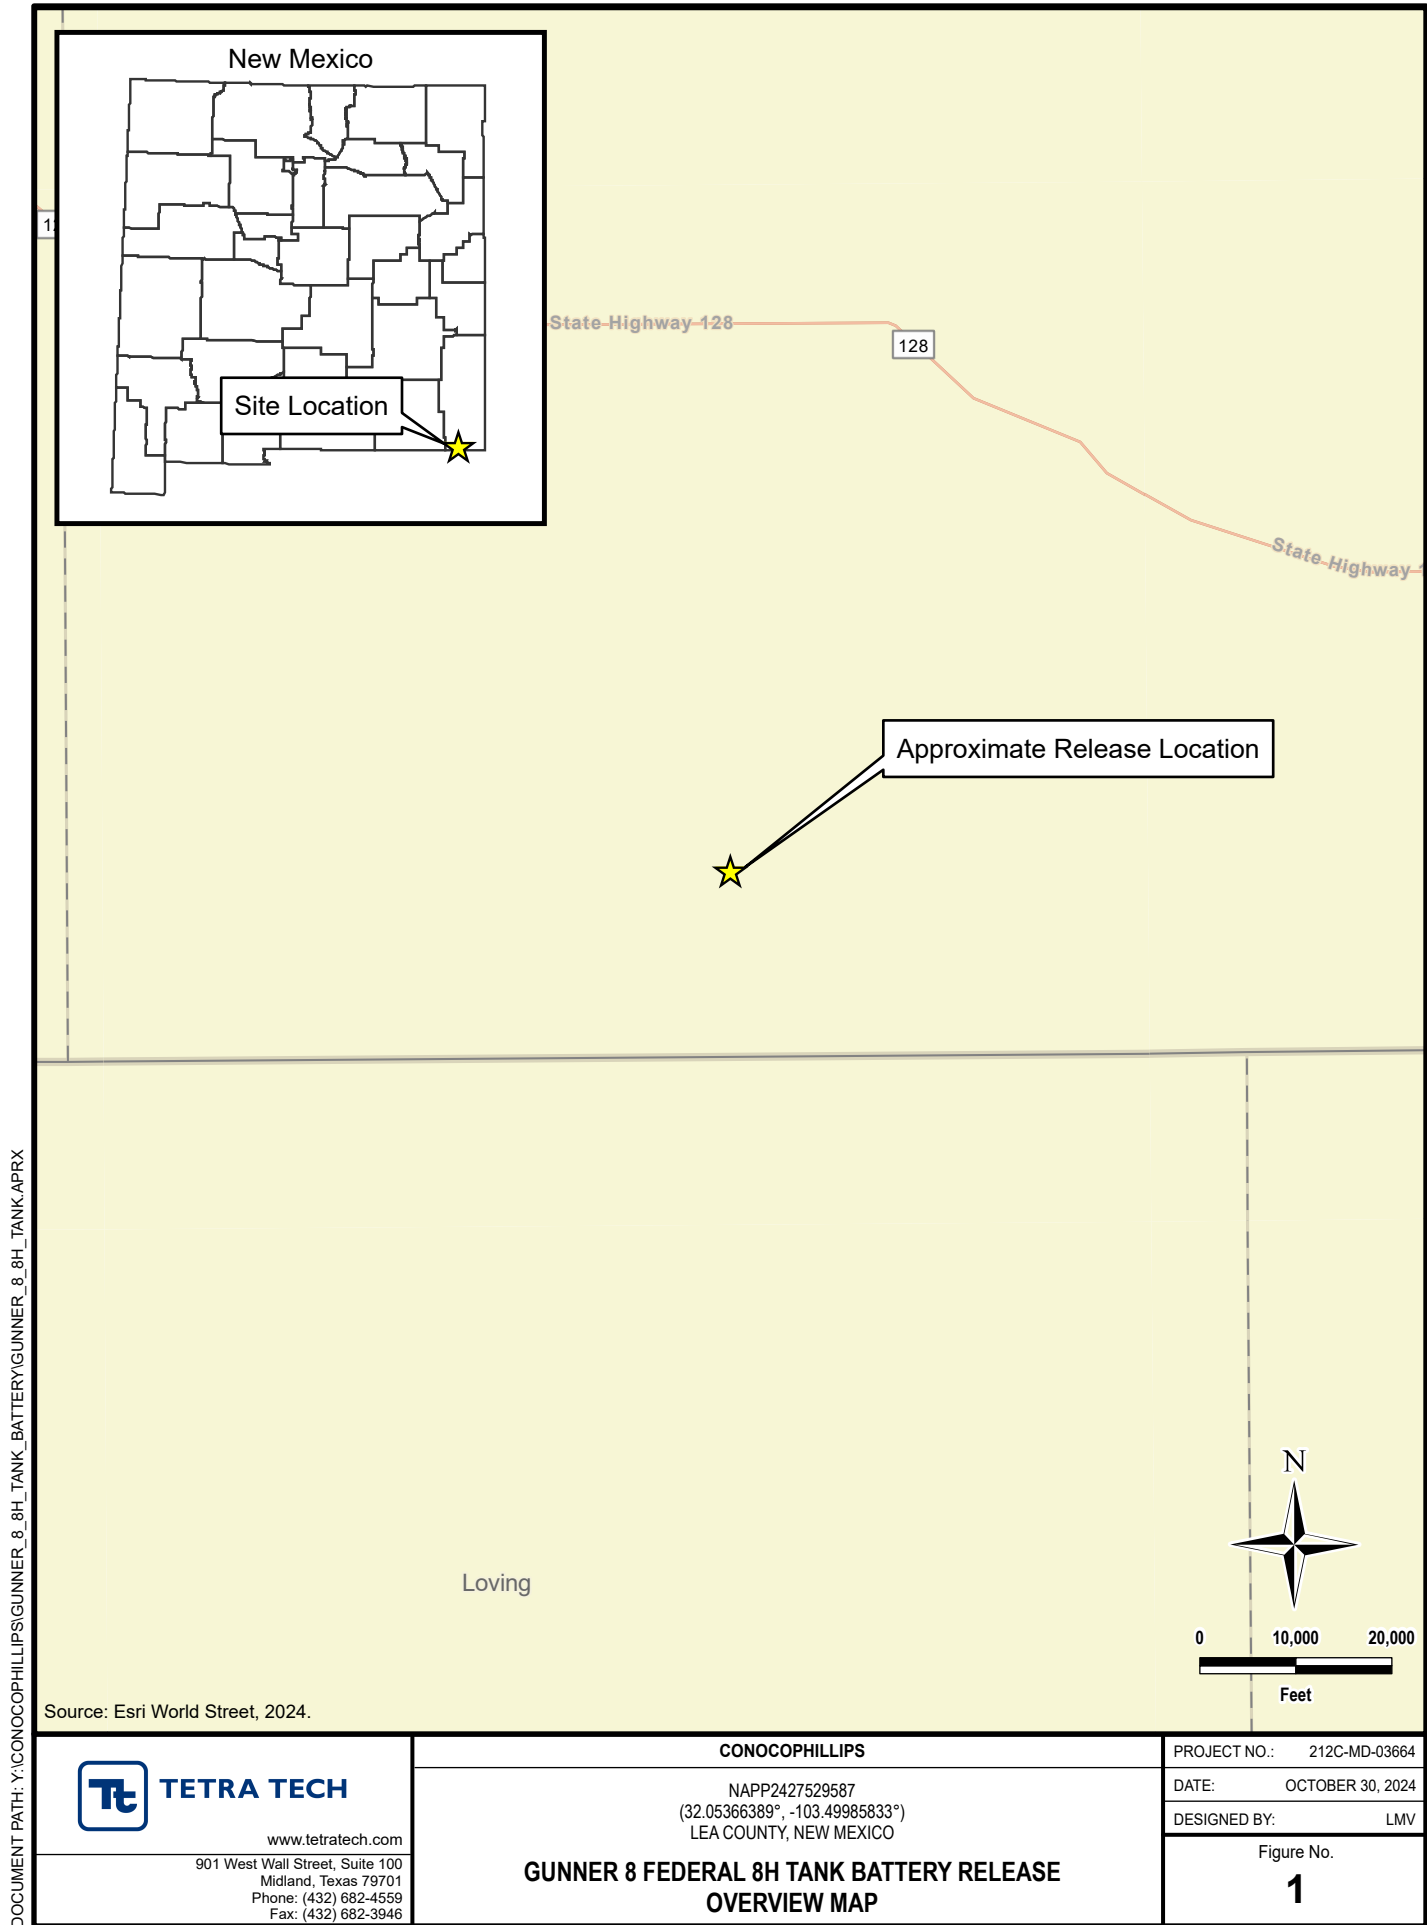 New Mexico
12
State Highway 128
128
Site Location
State Highway 1
Approximate Release Location
N
Loving
0 10,000 20,000
Feet
Source: Esri World Street, 2024.
DOCUMENT PATH: Y:\CONOCOPHILLIPS\GUNNER_8_8H_TANK_BATTERY\GUNNER_8_8H_TANK.APRX
Tt TETRA TECH
www.tetratech.com
901 West Wall Street, Suite 100
Midland, Texas 79701
Phone: (432) 682-4559
Fax: (432) 682-3946
CONOCOPHILLIPS
NAPP2427529587
(32.05366389°, -103.49985833°)
LEA COUNTY, NEW MEXICO
GUNNER 8 FEDERAL 8H TANK BATTERY RELEASE
OVERVIEW MAP
PROJECT NO.: 212C-MD-03664
DATE: OCTOBER 30, 2024
DESIGNED BY: LMV
Figure No.
1